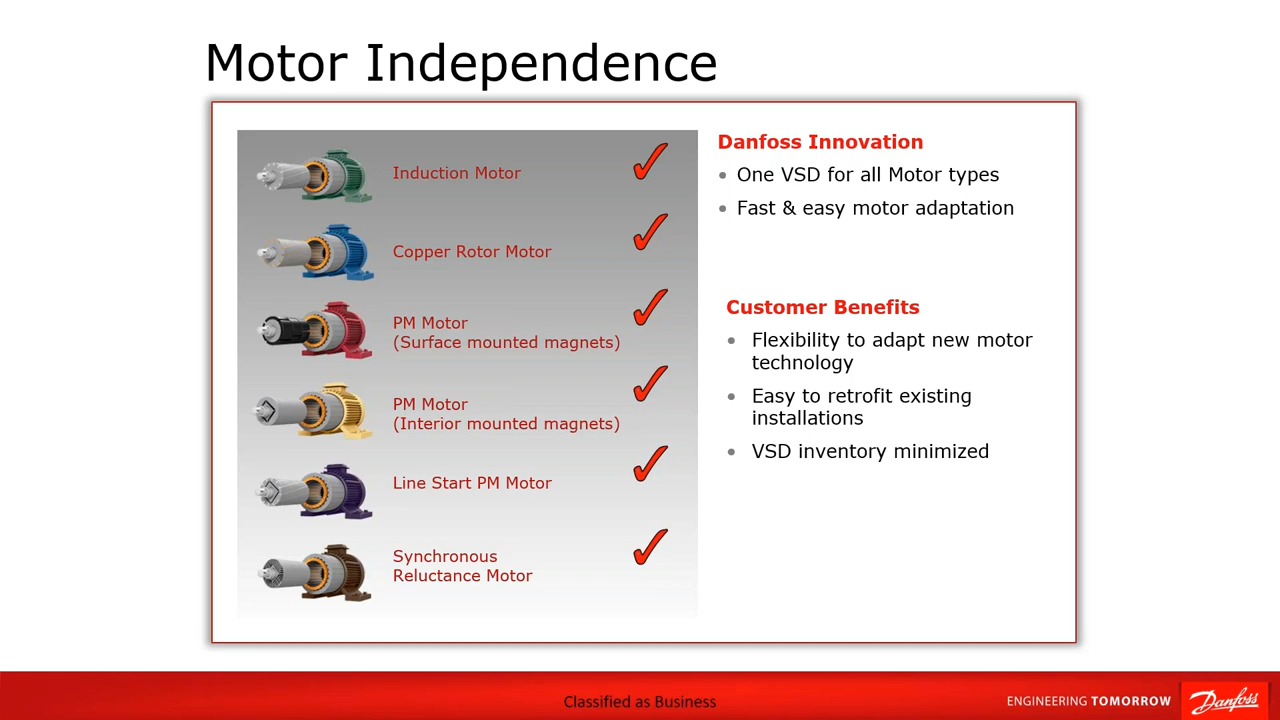 Motor Independence
Induction Motor
Copper Rotor Motor
PM Motor
(Surface mounted magnets)
PM Motor
(Interior mounted magnets)
Line Start PM Motor
Synchronous
Reluctance Motor
Danfoss Innovation
• One VSD for all Motor types
• Fast & easy motor adaptation
Customer Benefits
• Flexibility to adapt new motor
technology
• Easy to retrofit existing
installations
• VSD inventory minimized
Classified as Business
ENGINEERING TOMORROW
Danfoss